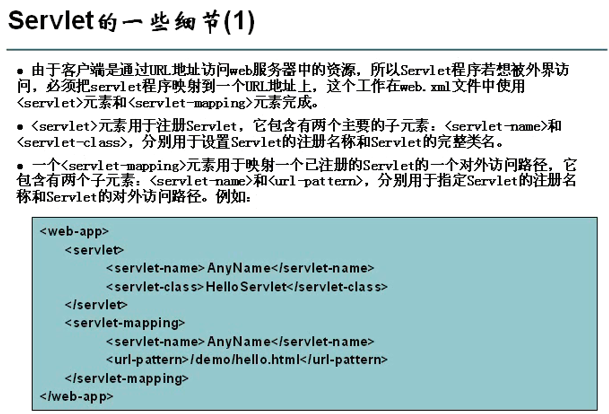 Servlet的一些细节(1)
● 由于客户端是通过URL地址访问web服务器中的资源，所以Servlet程序若想被外界访
问，必须把servlet程序映射到一个URL地址上，这个工作在web.xml文件中使用
<servlet>元素和<servlet-mapping>元素完成。
● <servlet>元素用于注册Servlet，它包含有两个主要的子元素：<servlet-name>和
<servlet-class>，分别用于设置Servlet的注册名称和Servlet的完整类名。
● 一个<servlet-mapping>元素用于映射一个已注册的Servlet的一个对外访问路径，它
包含有两个子元素：<servlet-name>和<url-pattern>，分别用于指定Servlet的注册名
称和Servlet的对外访问路径。例如：
<web-app>
<servlet>
<servlet-name>AnyName</servlet-name>
<servlet-class>HelloServlet</servlet-class>
</servlet>
<servlet-mapping>
<servlet-name>AnyName</servlet-name>
<url-pattern>/demo/hello.html</url-pattern>
</servlet-mapping>
</web-app>